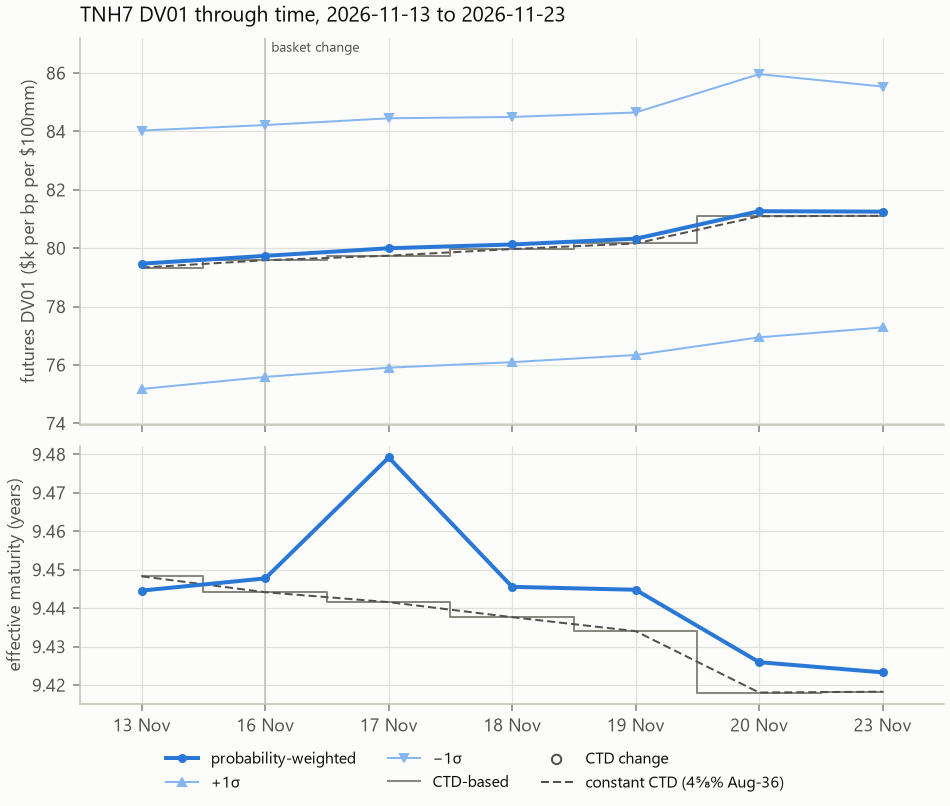 TNH7 DV01 through time, 2026-11-13 to 2026-11-23
basket change
futures DV01 ($k per bp per $100mm)
86
84
82
80
78
76
74
effective maturity (years)
9.48
9.47
9.46
9.45
9.44
9.43
9.42
13 Nov
16 Nov
17 Nov
18 Nov
19 Nov
20 Nov
23 Nov
probability-weighted
−1σ
CTD change
+1σ
CTD-based
constant CTD (4⅝% Aug-36)